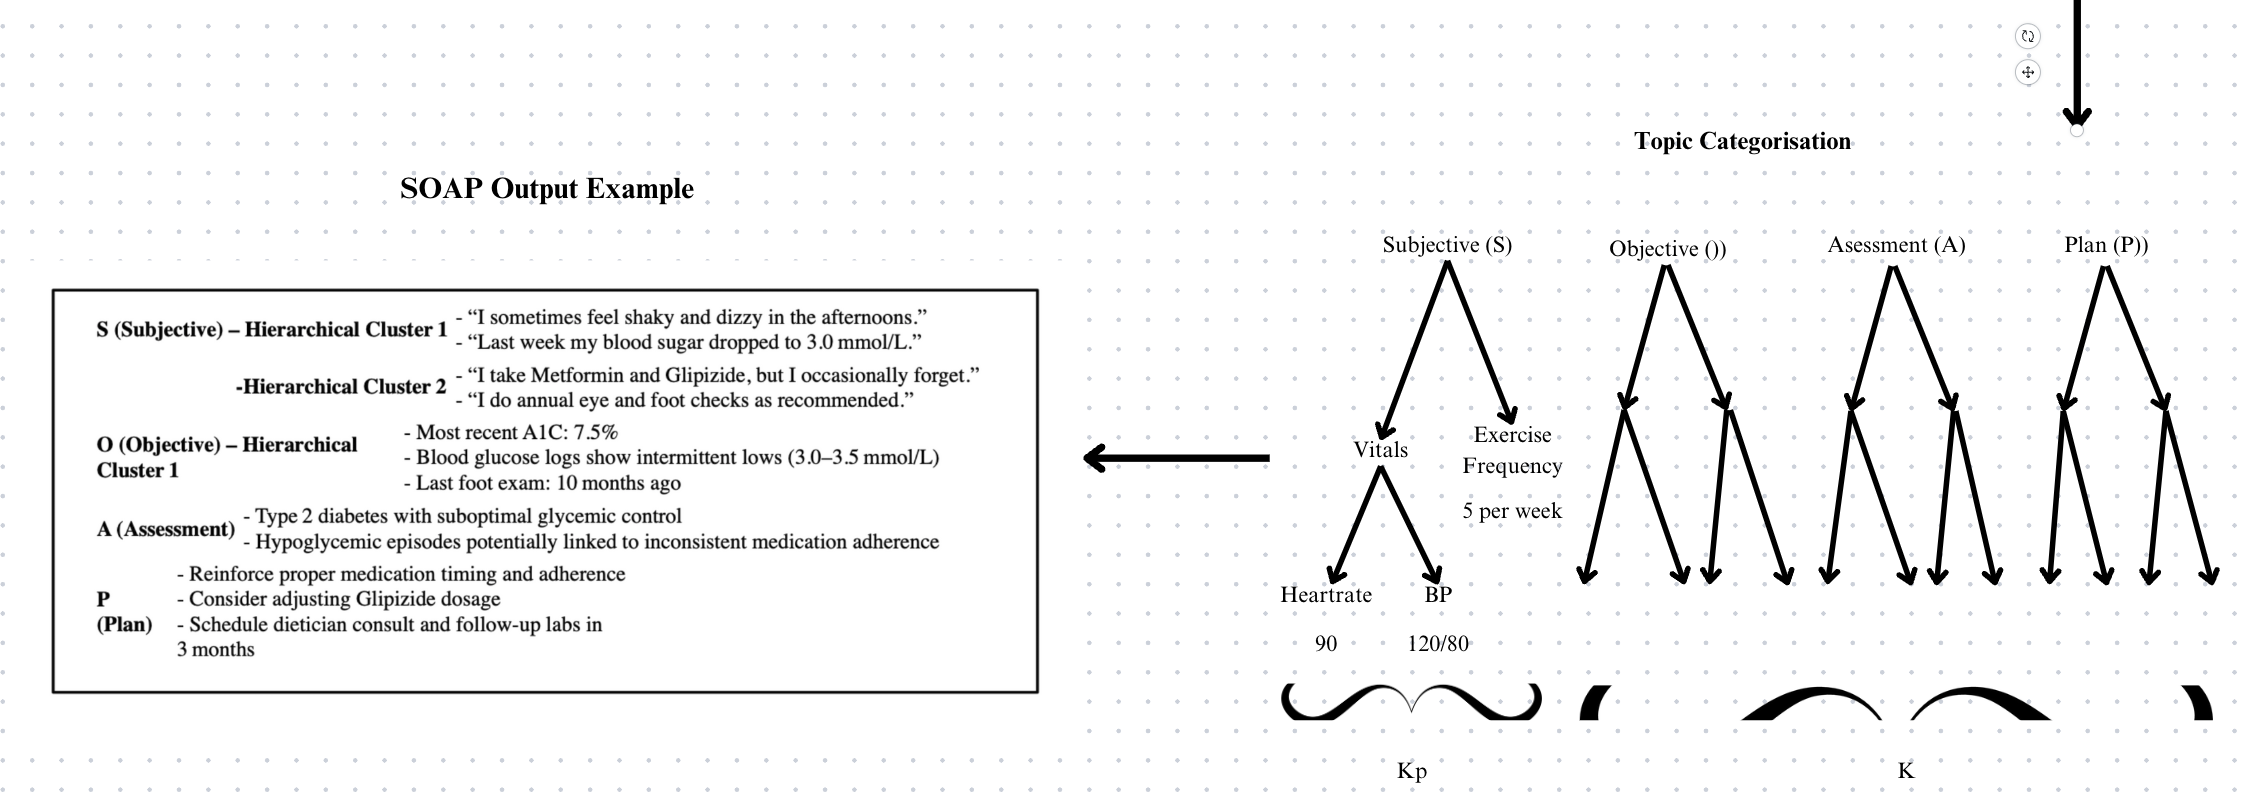 Topic Categorisation
SOAP Output Example
Subjective (S)
Objective ())
Asessment (A)
Plan (P))
S (Subjective) – Hierarchical Cluster 1
- “I sometimes feel shaky and dizzy in the afternoons.”
- “Last week my blood sugar dropped to 3.0 mmol/L.”
-Hierarchical Cluster 2
- “I take Metformin and Glipizide, but I occasionally forget.”
- “I do annual eye and foot checks as recommended.”
O (Objective) – Hierarchical
Cluster 1
- Most recent A1C: 7.5%
- Blood glucose logs show intermittent lows (3.0–3.5 mmol/L)
- Last foot exam: 10 months ago
A (Assessment)
- Type 2 diabetes with suboptimal glycemic control
- Hypoglycemic episodes potentially linked to inconsistent medication adherence
P
(Plan)
- Reinforce proper medication timing and adherence
- Consider adjusting Glipizide dosage
- Schedule dietician consult and follow-up labs in
3 months
Vitals
Exercise
Frequency
5 per week
Heartrate
BP
90
120/80
Kp
K